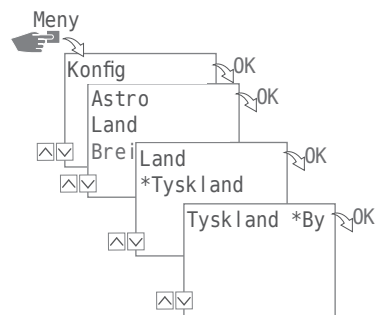 Meny
Konfig OK
Astro OK
Land
Brei
Land OK
*Tyskland
Tyskland *By OK